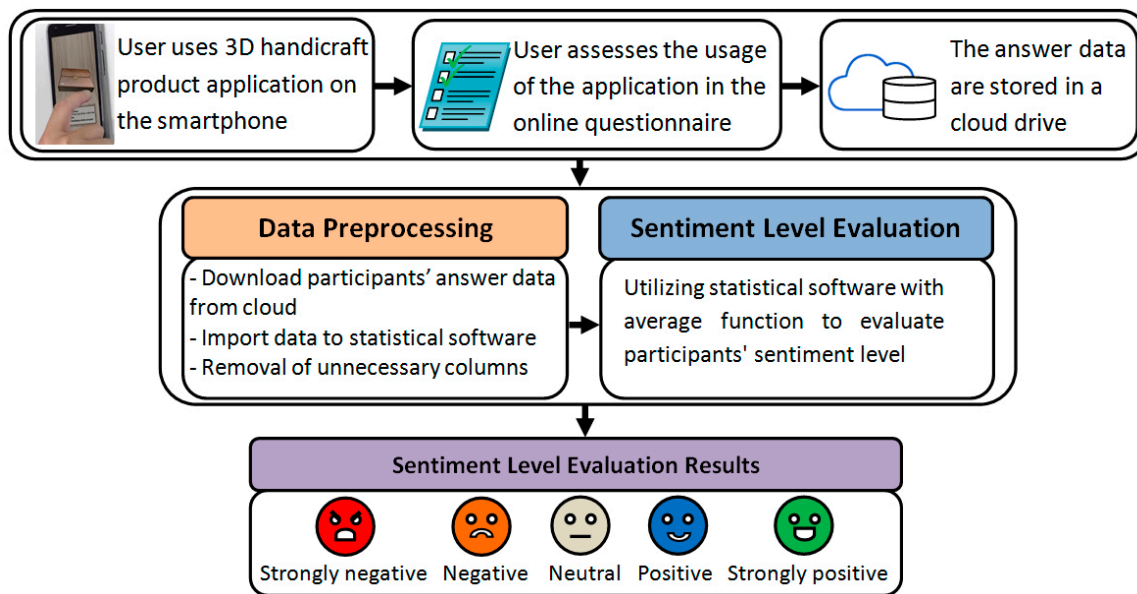 User uses 3D handicraft
product application on
the smartphone
User assesses the usage
of the application in the
online questionnaire
The answer data
are stored in a
cloud drive
Data Preprocessing
- Download participants’ answer data
from cloud
- Import data to statistical software
- Removal of unnecessary columns
Sentiment Level Evaluation
Utilizing statistical software with
average function to evaluate
participants' sentiment level
Sentiment Level Evaluation Results
Strongly negative
Negative
Neutral
Positive
Strongly positive